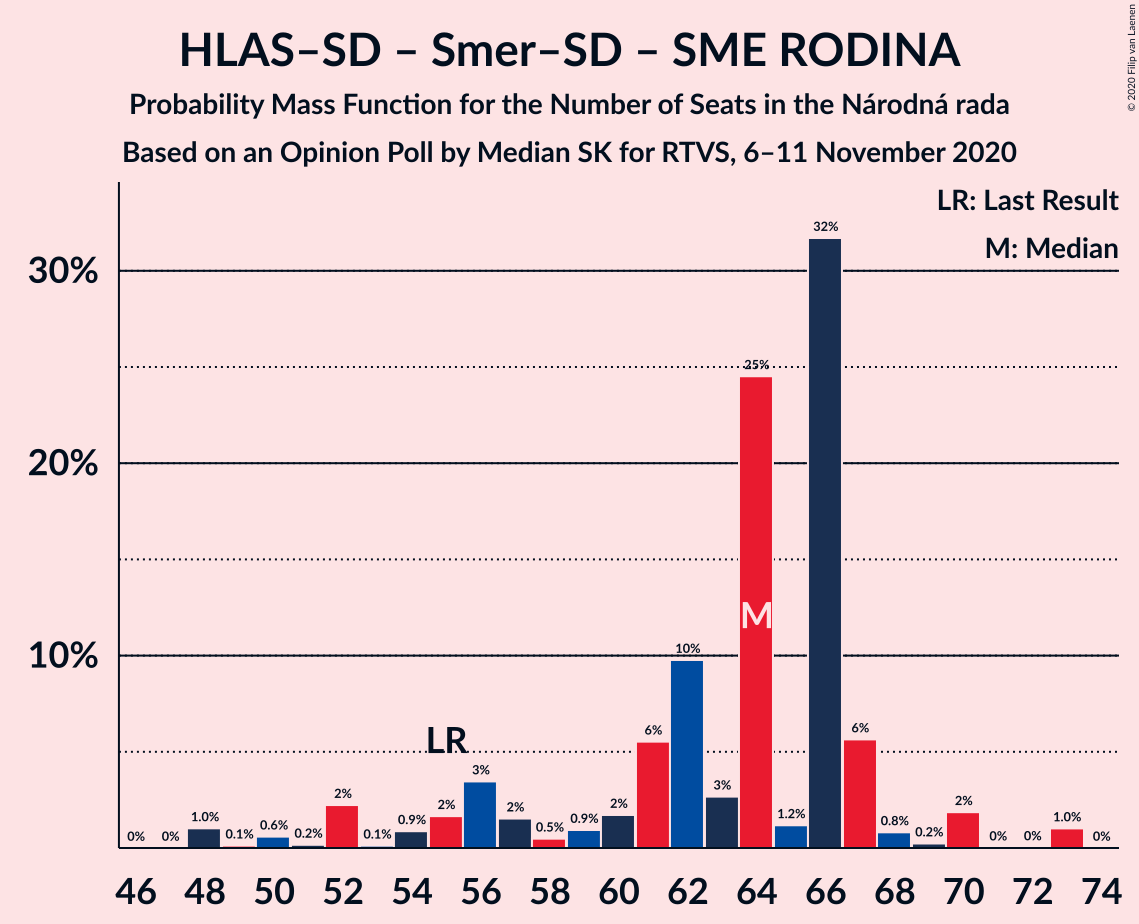 HLAS–SD – Smer–SD – SME RODINA
Probability Mass Function for the Number of Seats in the Národná rada
Based on an Opinion Poll by Median SK for RTVS, 6–11 November 2020
© 2020 Filip van Laenen
LR: Last Result
M: Median
30%
20%
10%
0% 0% 1.0% 0.1% 0.6% 0.2% 2% 0.1% 0.9% 2% 3% 2% 0.5% 0.9% 2% 6% 10% 3% 25% 1.2% 32% 6% 0.8% 0.2% 2% 0% 0% 1.0% 0%
LR
M
46 48 50 52 54 56 58 60 62 64 66 68 70 72 74